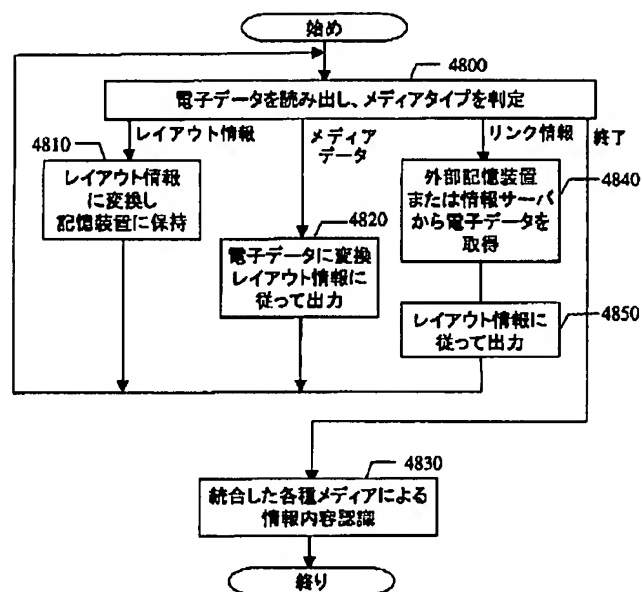 始め
4800
電子データを読み出し、メディアタイプを判定
レイアウト情報
メディア
データ
リンク情報
終了
4810
レイアウト情報
に変換し
記憶装置に保持
4820
電子データに変換
レイアウト情報に
従って出力
4840
外部記憶装置
または情報サーバ
から電子データを
取得
4850
レイアウト情報に
従って出力
4830
統合した各種メディアによる
情報内容認識
終り